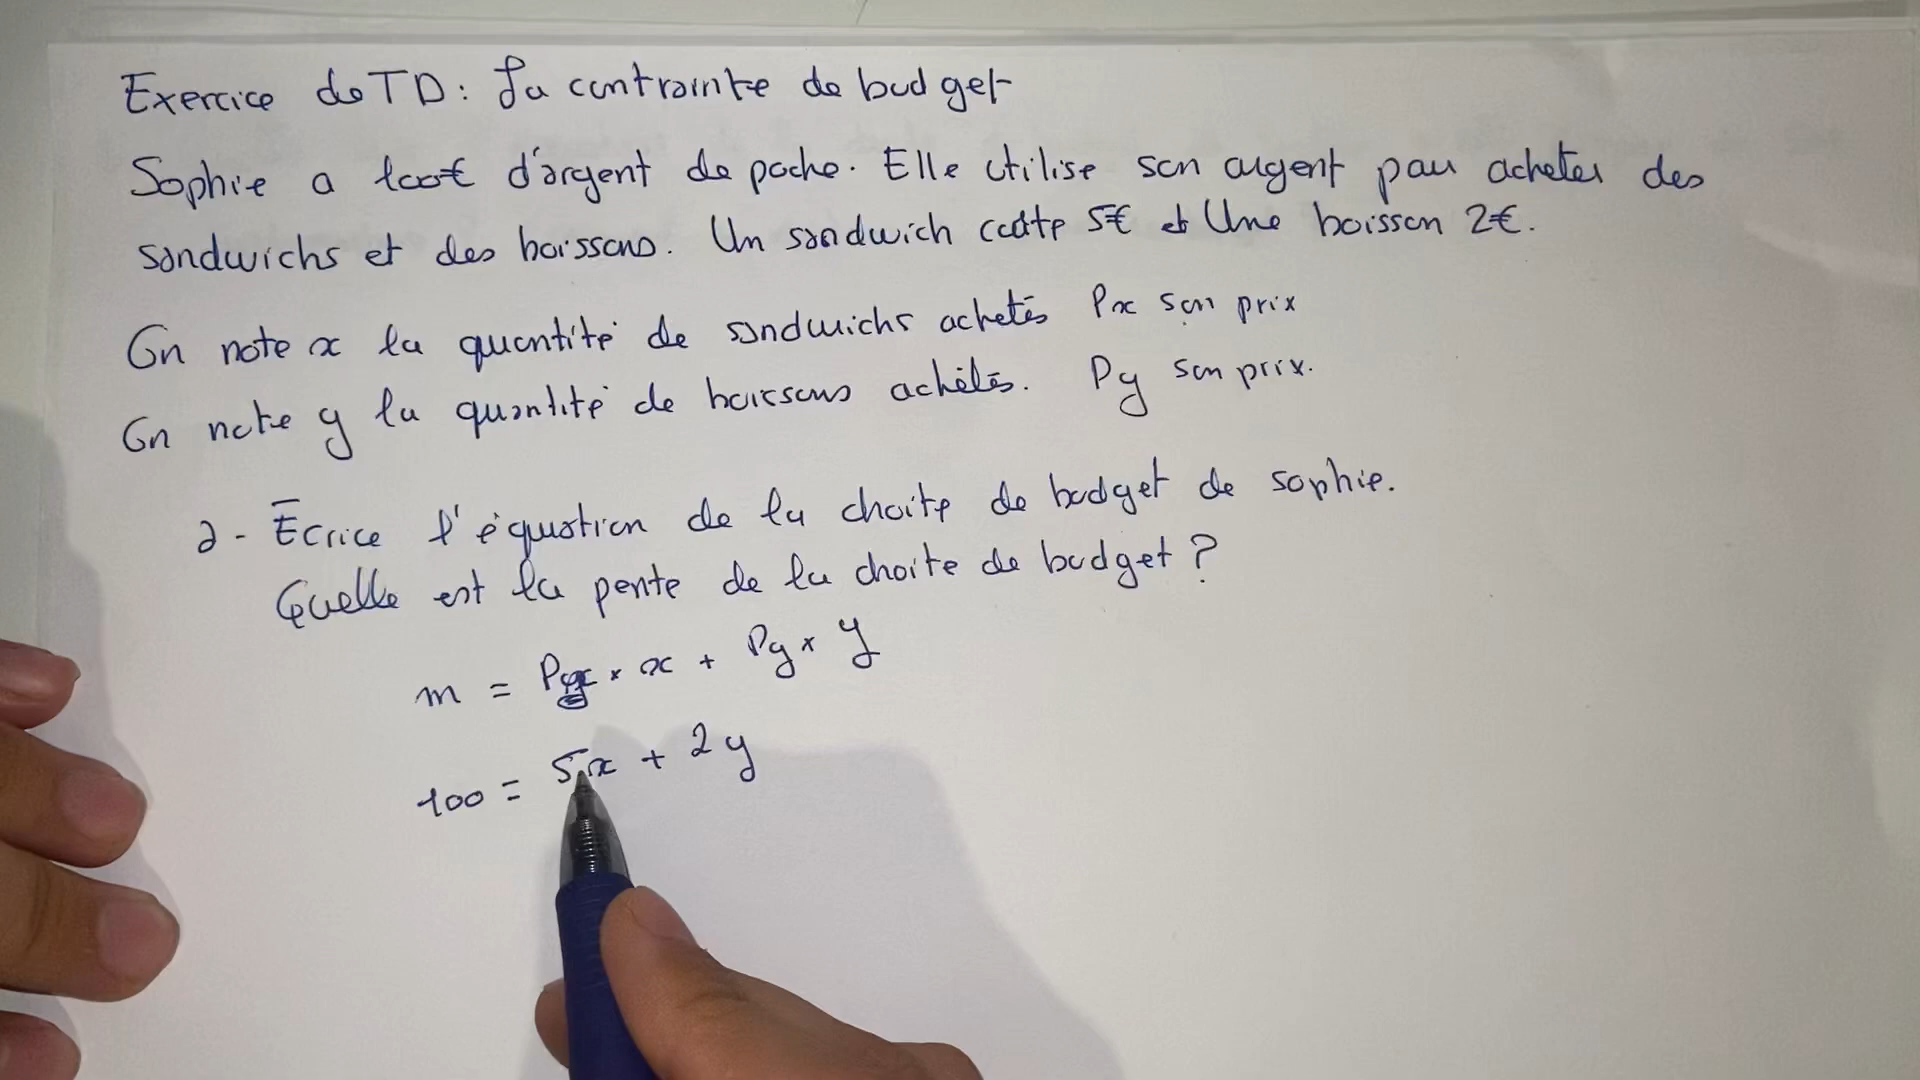 Exercice de TD : La contrainte de budget
Sophie a 100€ d'argent de poche. Elle utilise son argent pour acheter des
sandwichs et des boissons. Un sandwich coûte 5€ et Une boisson 2€.
On note x la quantité de sandwichs achetés Px son prix
On note y la quantité de boissons achétés. Py son prix.
2 - Ecrire l'équation de la droite de budget de sophie.
Quelle est la pente de la droite de budget ?
m = Px × x + Py × y
100 = 5x + 2y